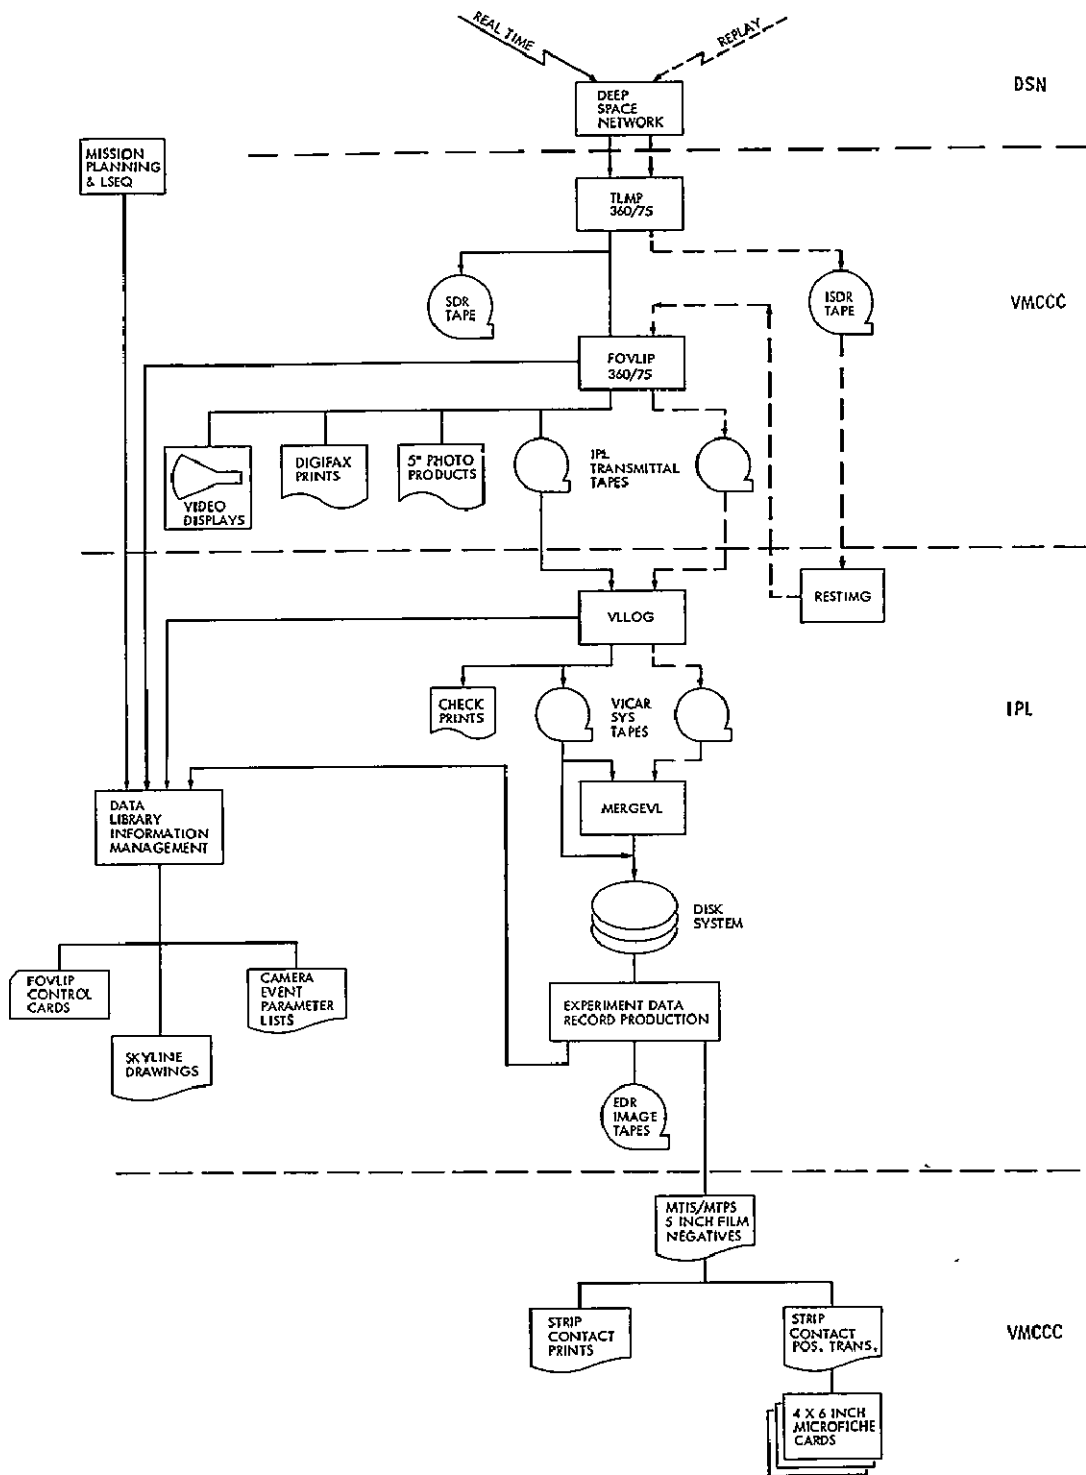 REAL TIME
REPLAY
DEEP
SPACE
NETWORK
DSN
MISSION
PLANNING
& LSEQ
TLMP
360/75
SDR
TAPE
ISDR
TAPE
VMCCC
FOVLIP
360/75
VIDEO
DISPLAYS
DIGIFAX
PRINTS
5" PHOTO
PRODUCTS
IPL
TRANSMITTAL
TAPES
RESTIMG
VLLOG
CHECK
PRINTS
VICAR
SYS
TAPES
IPL
DATA
LIBRARY
INFORMATION
MANAGEMENT
MERGEVL
DISK
SYSTEM
FOVLIP
CONTROL
CARDS
CAMERA
EVENT
PARAMETER
LISTS
SKYLINE
DRAWINGS
EXPERIMENT DATA
RECORD PRODUCTION
EDR
IMAGE
TAPES
MTIS/MTPS
5 INCH FILM
NEGATIVES
STRIP
CONTACT
PRINTS
STRIP
CONTACT
POS. TRANS.
VMCCC
4 X 6 INCH
MICROFICHE
CARDS